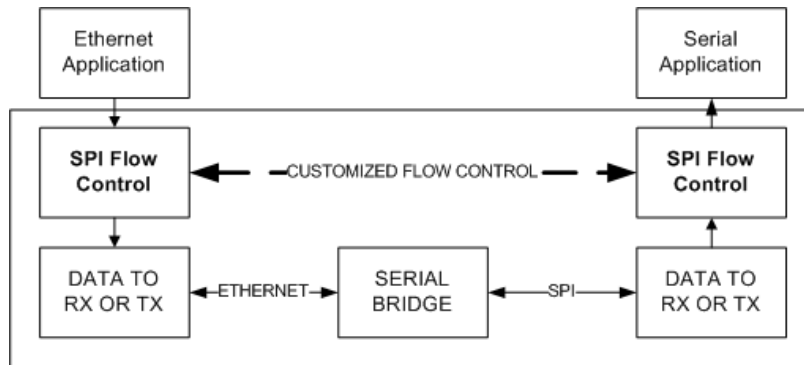 Ethernet
Application
Serial
Application
SPI Flow
Control
CUSTOMIZED FLOW CONTROL
SPI Flow
Control
DATA TO
RX OR TX
ETHERNET
SERIAL
BRIDGE
SPI
DATA TO
RX OR TX